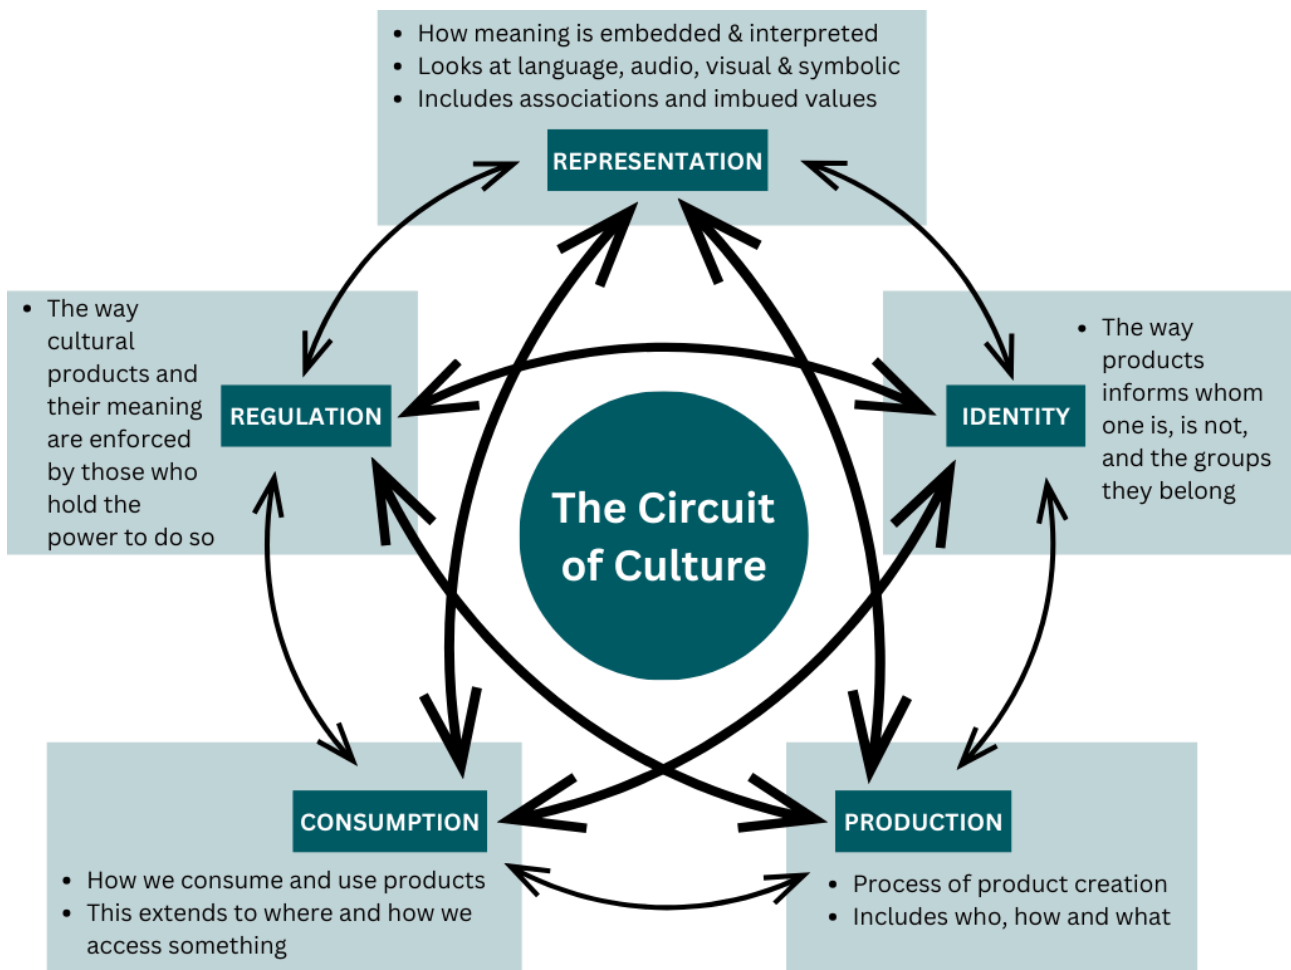 • How meaning is embedded & interpreted
• Looks at language, audio, visual & symbolic
• Includes associations and imbued values
REPRESENTATION
• The way
cultural
products and
their meaning
are enforced
by those who
hold the
power to do so
REGULATION
IDENTITY
• The way
products
informs whom
one is, is not,
and the groups
they belong
The Circuit
of Culture
CONSUMPTION
• How we consume and use products
• This extends to where and how we
access something
PRODUCTION
• Process of product creation
• Includes who, how and what